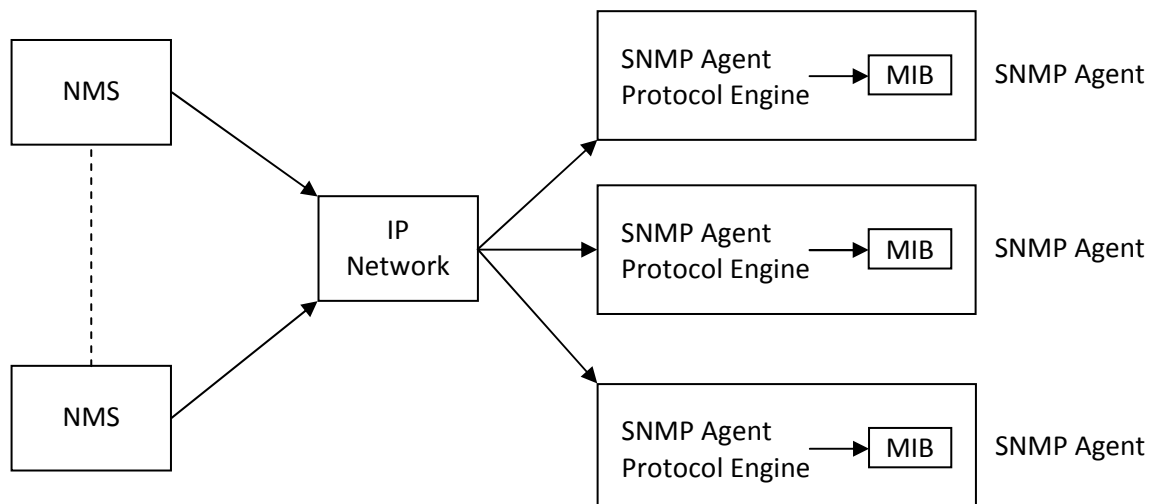 NMS
NMS
IP
Network
SNMP Agent
Protocol Engine
MIB
SNMP Agent
SNMP Agent
Protocol Engine
MIB
SNMP Agent
SNMP Agent
Protocol Engine
MIB
SNMP Agent